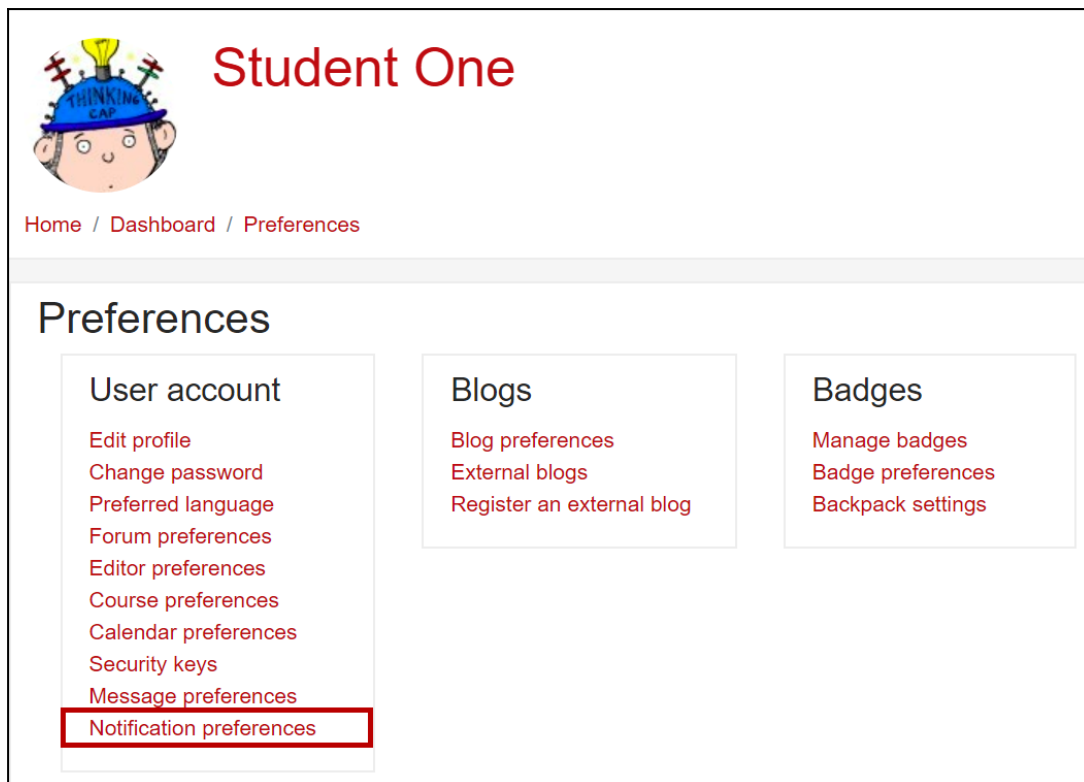 THINKING
CAP
Student One
Home / Dashboard / Preferences
Preferences
User account
Edit profile
Change password
Preferred language
Forum preferences
Editor preferences
Course preferences
Calendar preferences
Security keys
Message preferences
Notification preferences
Blogs
Blog preferences
External blogs
Register an external blog
Badges
Manage badges
Badge preferences
Backpack settings